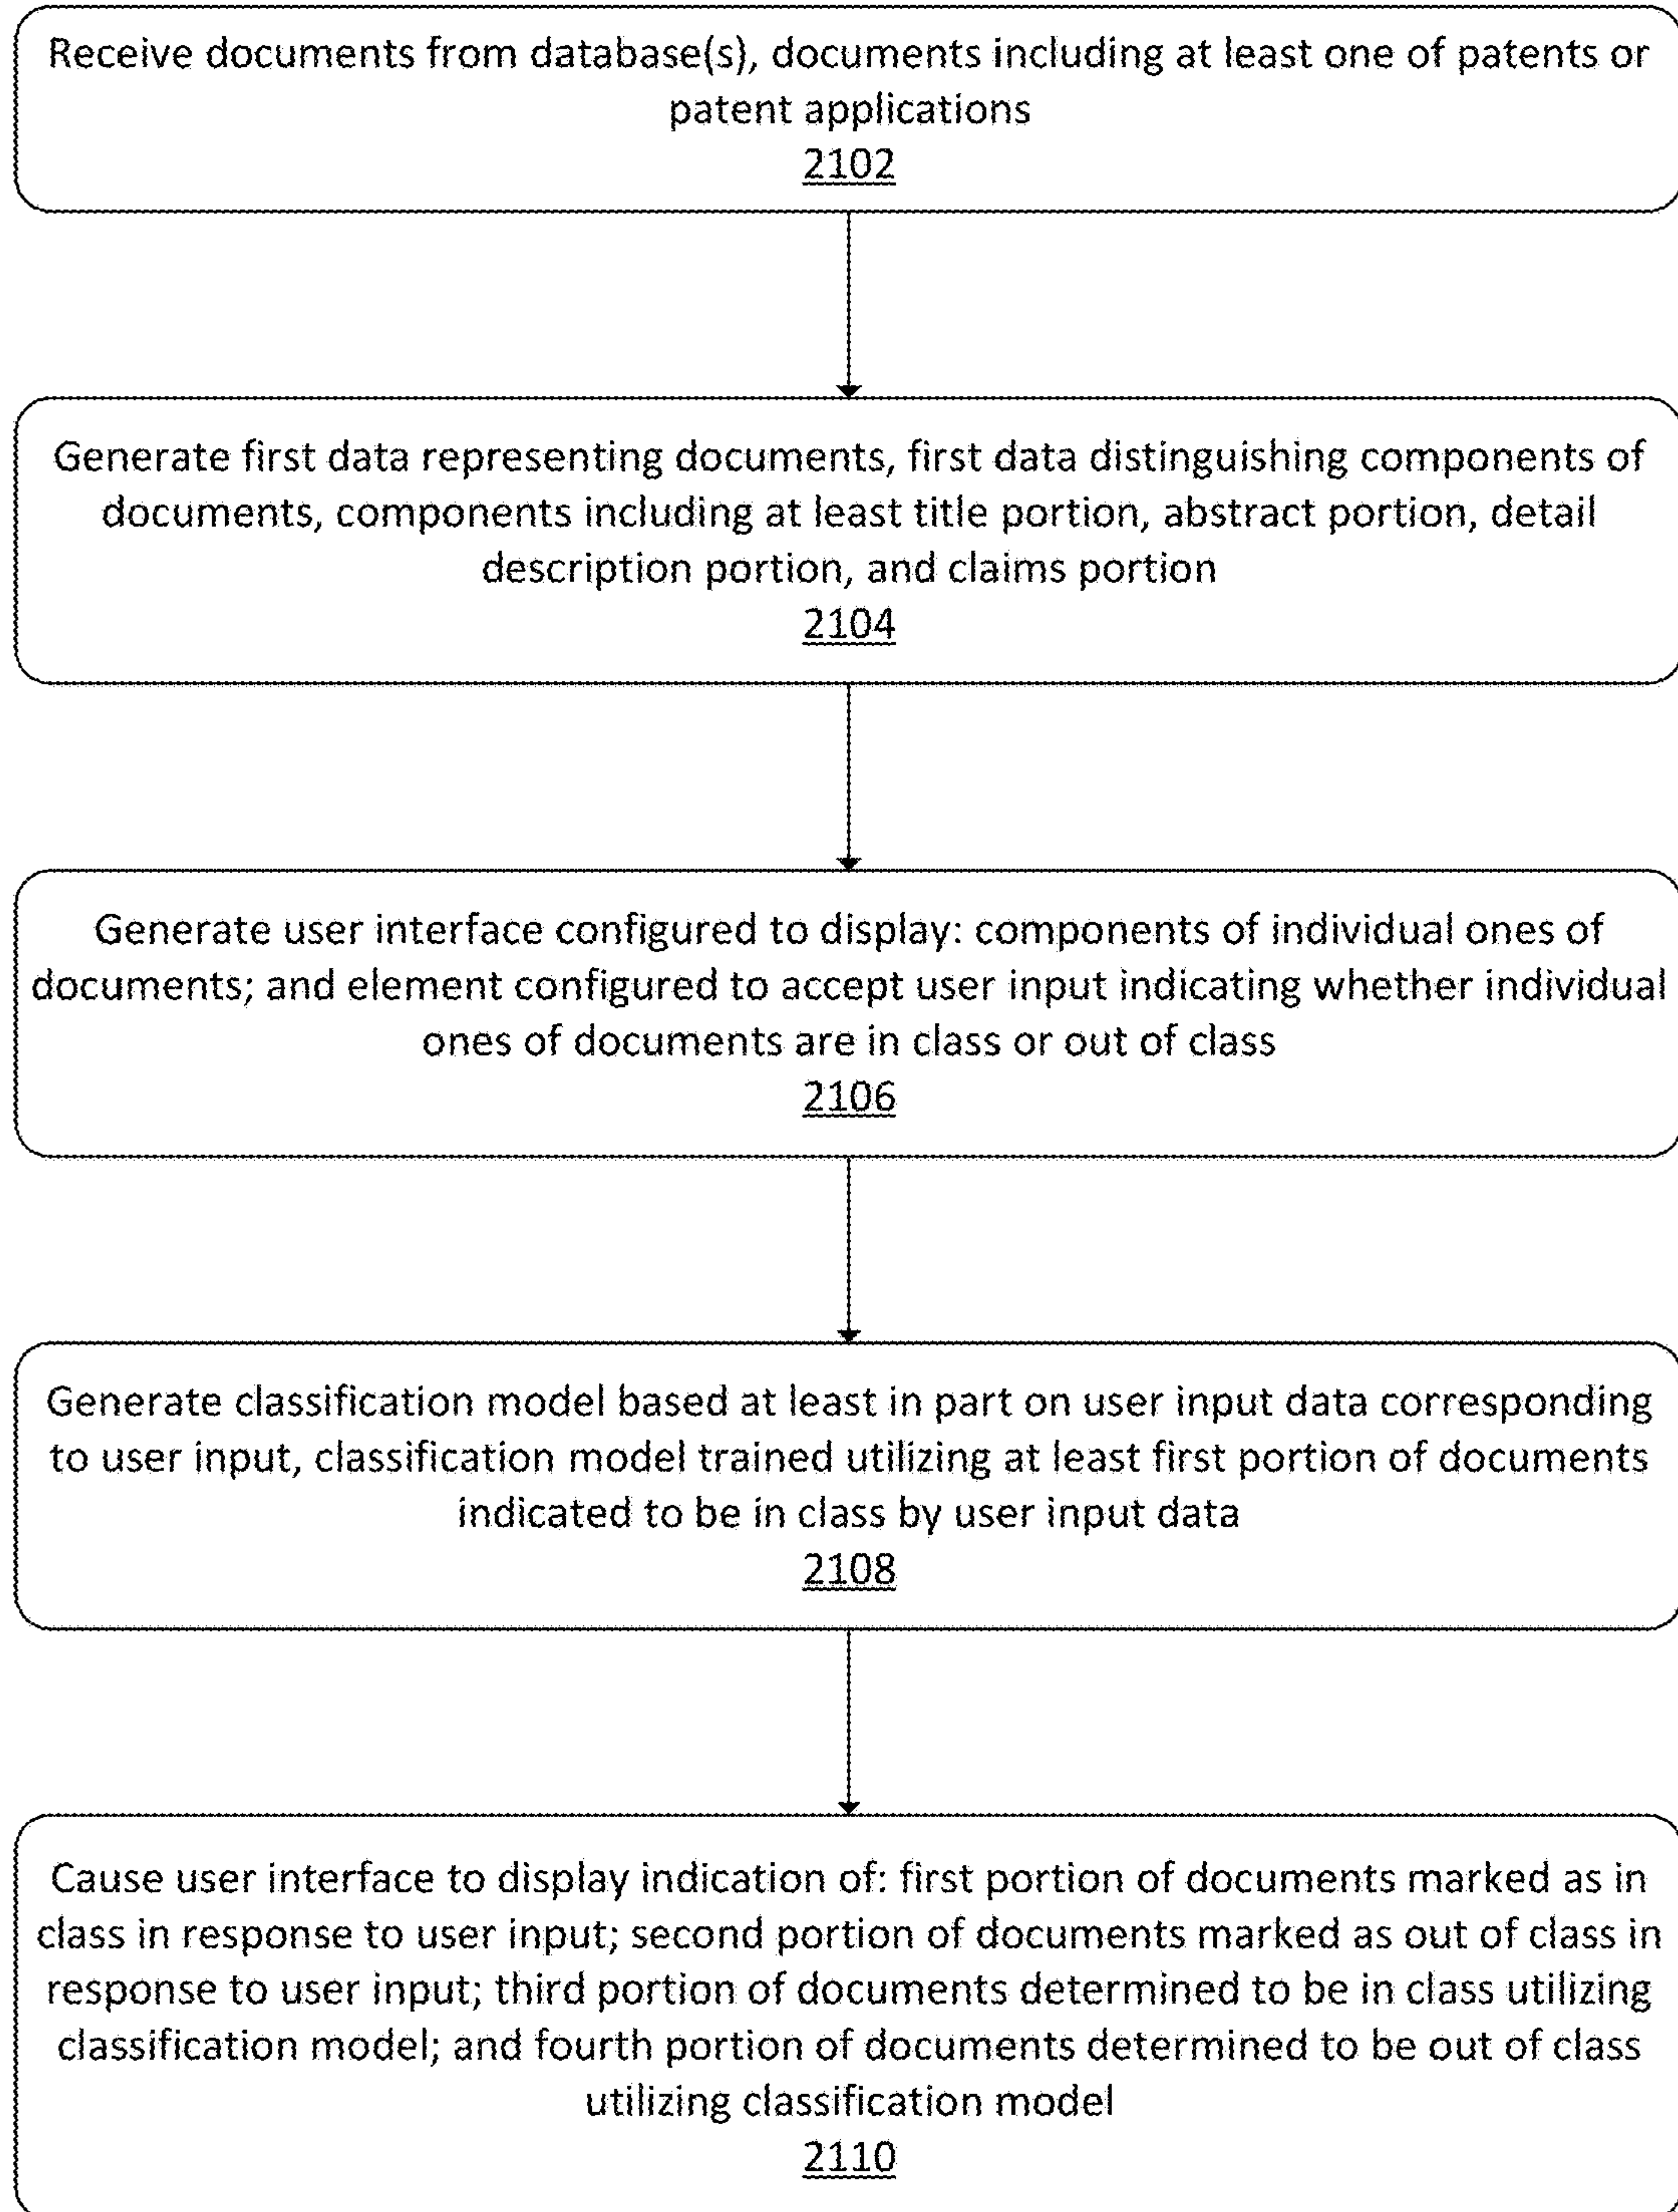 Receive documents from database(s), documents including at least one of patents or
patent applications
2102
Generate first data representing documents, first data distinguishing components of
documents, components including at least title portion, abstract portion, detail
description portion, and claims portion
2104
Generate user interface configured to display: components of individual ones of
documents; and element configured to accept user input indicating whether individual
ones of documents are in class or out of class
2106
Generate classification model based at least in part on user input data corresponding
to user input, classification model trained utilizing at least first portion of documents
indicated to be in class by user input data
2108
Cause user interface to display indication of: first portion of documents marked as in
class in response to user input; second portion of documents marked as out of class in
response to user input; third portion of documents determined to be in class utilizing
classification model; and fourth portion of documents determined to be out of class
utilizing classification model
2110